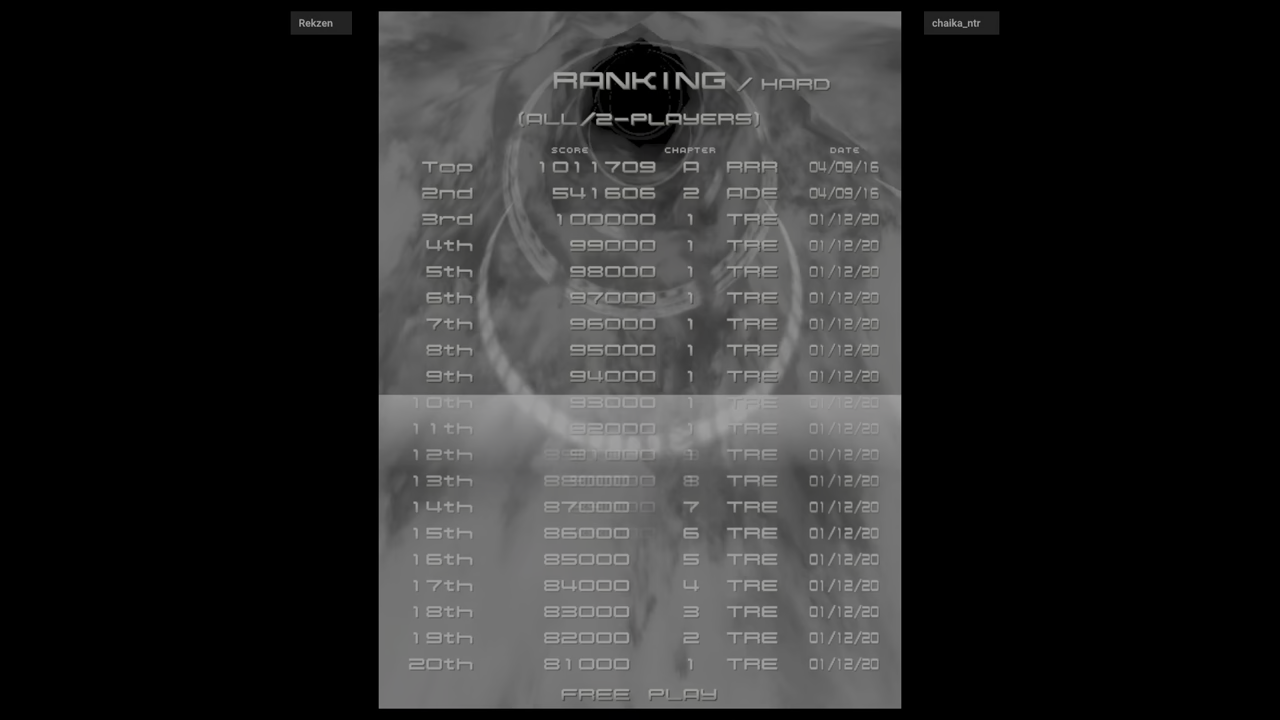 Rekzen
chaika_ntr
RANKING / HARD
(ALL/2-PLAYERS)
SCORE CHAPTER DATE
Top 1011709 A RRR 04/09/16
2nd 541606 2 ADE 04/09/16
3rd 100000 1 TRE 01/12/20
4th 99000 1 TRE 01/12/20
5th 98000 1 TRE 01/12/20
6th 97000 1 TRE 01/12/20
7th 96000 1 TRE 01/12/20
8th 95000 1 TRE 01/12/20
9th 94000 1 TRE 01/12/20
10th 93000 1 TRE 01/12/20
11th 92000 1 TRE 01/12/20
12th TRE 01/12/20
13th TRE 01/12/20
14th 87000 7 TRE 01/12/20
15th 86000 6 TRE 01/12/20
16th 85000 5 TRE 01/12/20
17th 84000 4 TRE 01/12/20
18th 83000 3 TRE 01/12/20
19th 82000 2 TRE 01/12/20
20th 81000 1 TRE 01/12/20
FREE PLAY